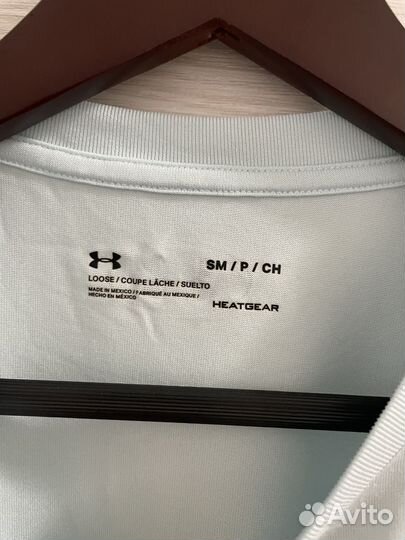 SM / P / CH
LOOSE / COUPE LÂCHE / SUELTO
MADE IN MEXICO / FABRIQUÉ AU MEXIQUE /
HECHO EN MÉXICO
HEATGEAR
Avito